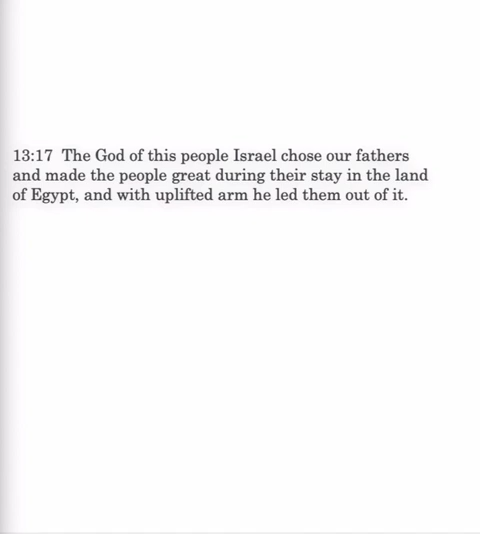 13:17 The God of this people Israel chose our fathers
and made the people great during their stay in the land
of Egypt, and with uplifted arm he led them out of it.